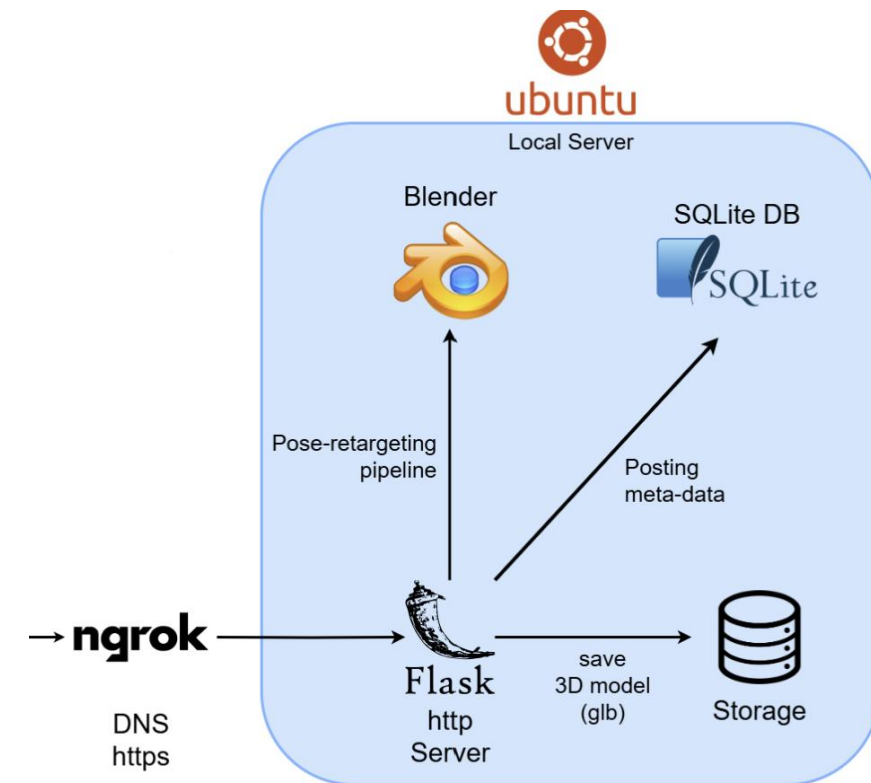 ubuntu
Local Server
Blender
SQLite DB
SQLite
Pose-retargeting
pipeline
Posting
meta-data
ngrok
DNS
https
Flask
http
Server
save
3D model
(glb)
Storage